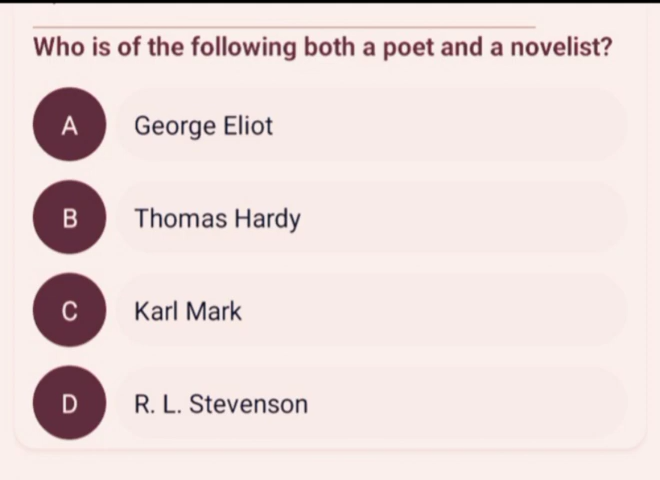 Who is of the following both a poet and a novelist?
A George Eliot
B Thomas Hardy
C Karl Mark
D R. L. Stevenson